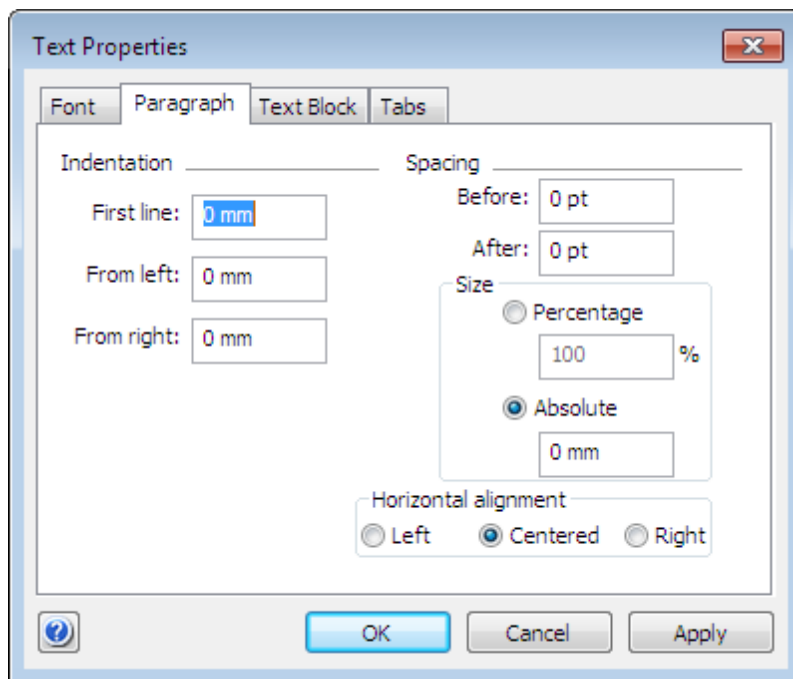 Text Properties
Font Paragraph Text Block Tabs
Indentation
First line: 0 mm
From left: 0 mm
From right: 0 mm
Spacing
Before: 0 pt
After: 0 pt
Size
Percentage
100 %
Absolute
0 mm
Horizontal alignment
Left Centered Right
? OK Cancel Apply